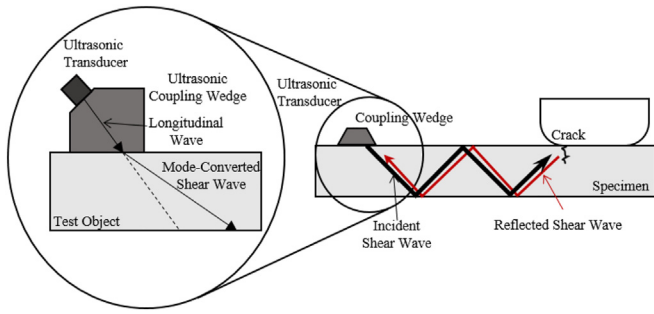 Ultrasonic
Transducer
Ultrasonic
Coupling Wedge
Longitudinal
Wave
Mode-Converted
Shear Wave
Test Object
Ultrasonic
Transducer
Coupling Wedge
Crack
Specimen
Incident
Shear Wave
Reflected Shear Wave